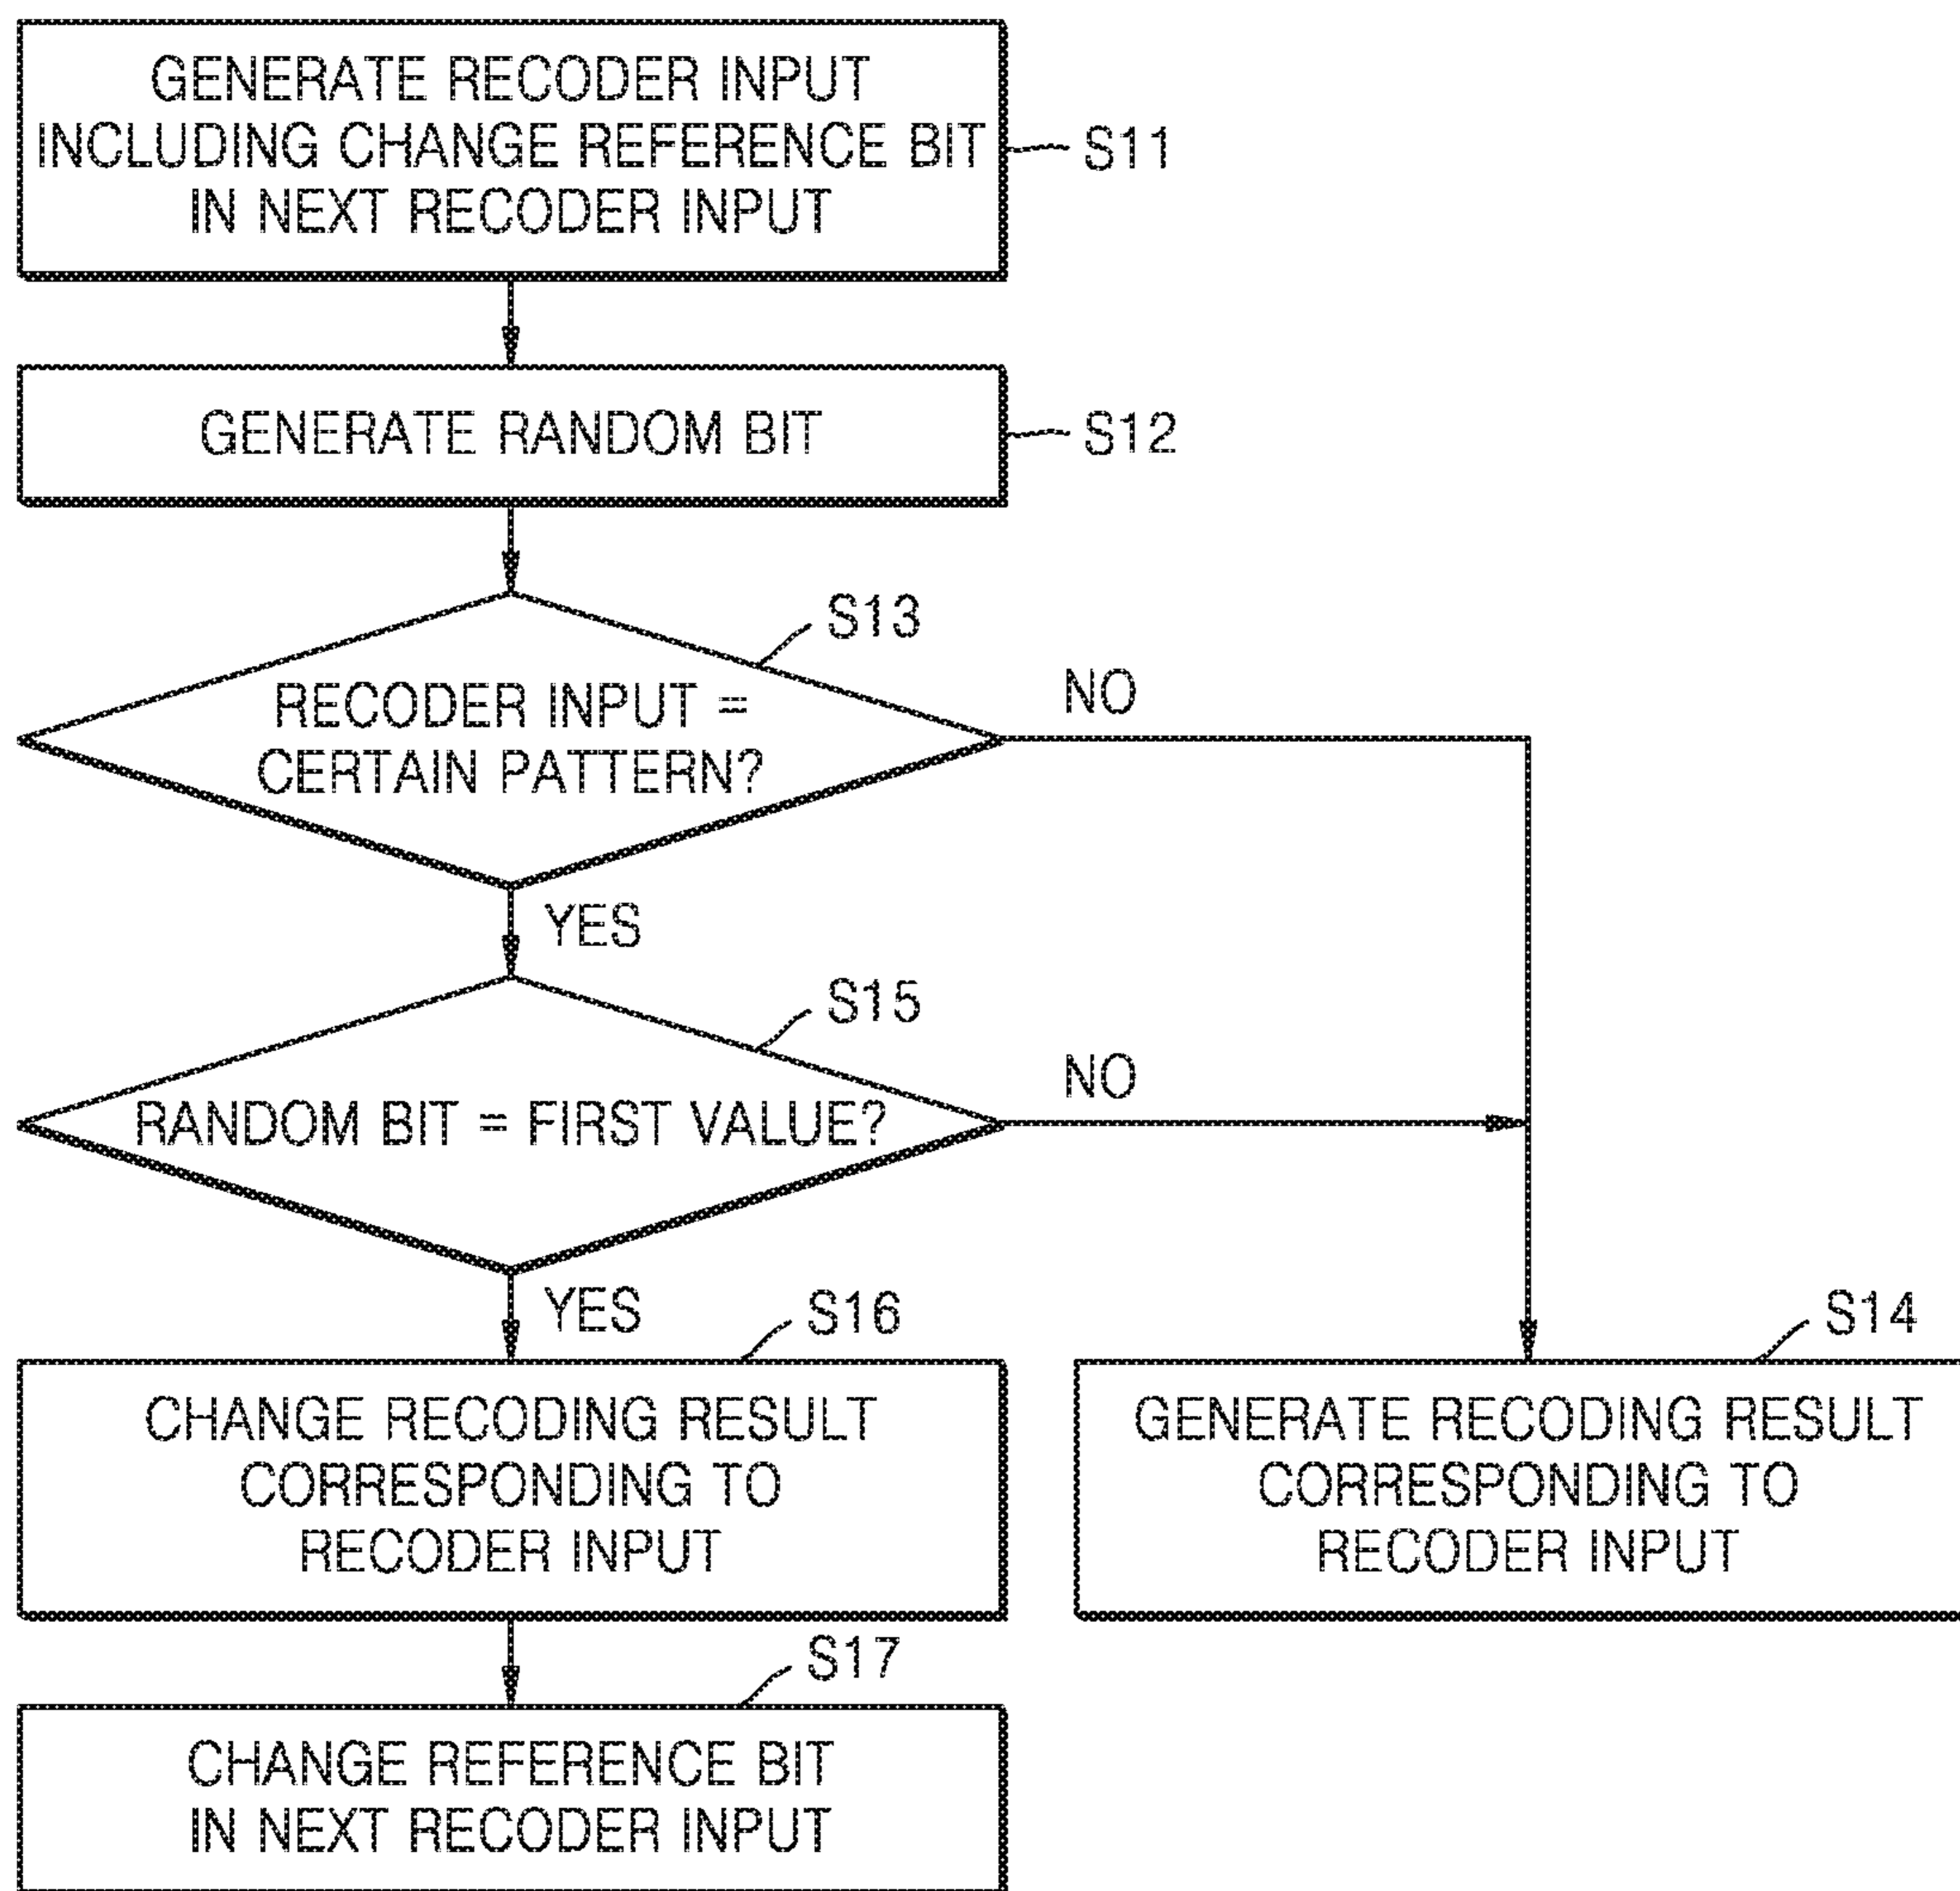 GENERATE RECODER INPUT
INCLUDING CHANGE REFERENCE BIT
IN NEXT RECODER INPUT
S11
GENERATE RANDOM BIT
S12
S13
RECODER INPUT =
CERTAIN PATTERN?
NO
YES
S15
RANDOM BIT = FIRST VALUE?
NO
YES
S16
CHANGE RECODING RESULT
CORRESPONDING TO
RECODER INPUT
S14
GENERATE RECODING RESULT
CORRESPONDING TO
RECODER INPUT
S17
CHANGE REFERENCE BIT
IN NEXT RECODER INPUT